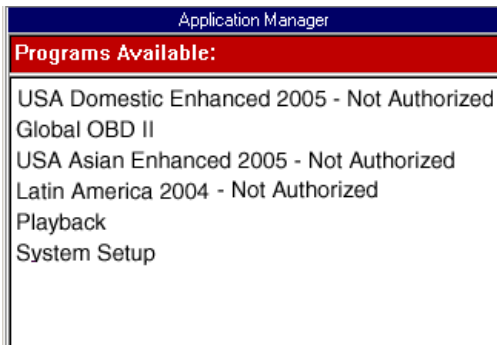 Application Manager
Programs Available:
USA Domestic Enhanced 2005 - Not Authorized
Global OBD II
USA Asian Enhanced 2005 - Not Authorized
Latin America 2004 - Not Authorized
Playback
System Setup